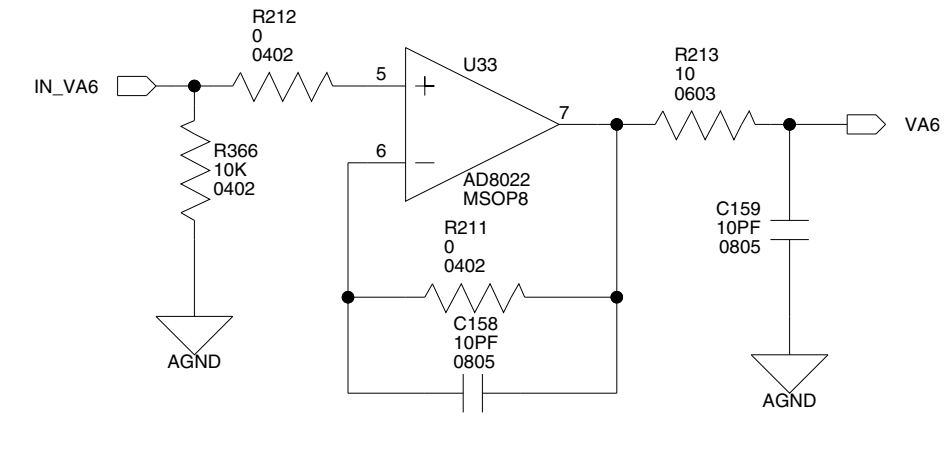 R212
0
0402
IN_VA6
5
+
U33
R213
10
0603
7
VA6
6
—
R366
10K
0402
AD8022
MSOP8
R211
0
0402
C159
10PF
0805
C158
10PF
0805
AGND
AGND